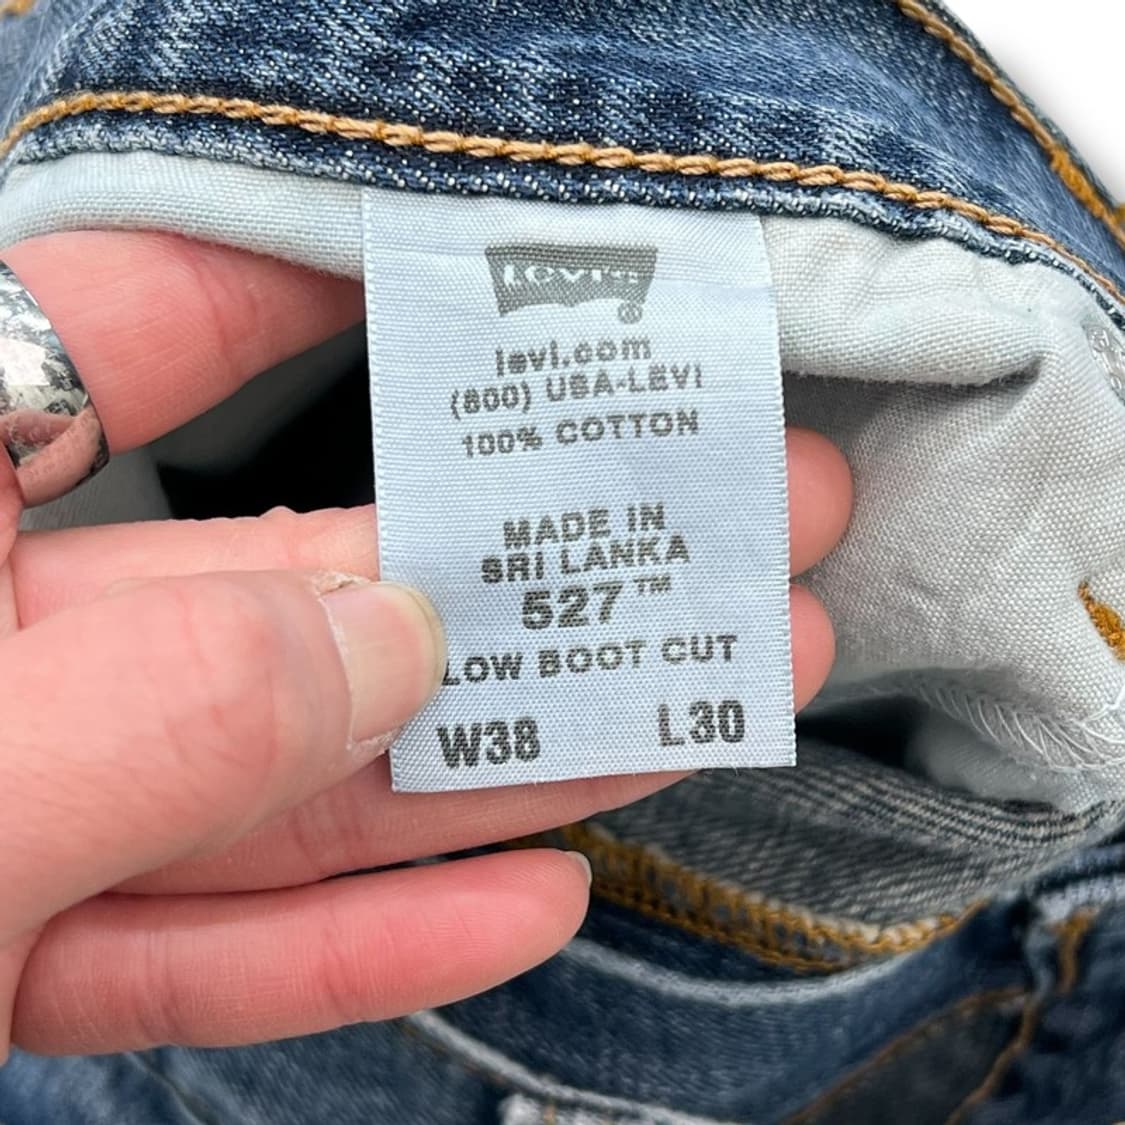 Levi's
®
levi.com
(800) USA-LEVI
100% COTTON
MADE IN
SRI LANKA
527™
LOW BOOT CUT
W38 L30